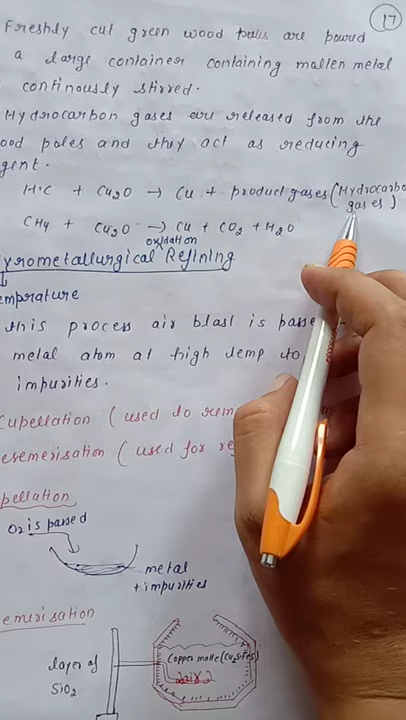 17
Freshly cut green wood poles are poured
a large container containing molten metal
continously stirred.
Hydrocarbon gases are released from the
ood poles and they act as reducing
gent.
H·C + Cu2O → Cu + product gases (Hydrocarbo
gases)
CH4 + Cu2O → Cu + CO2 + H2O
oxidation
yrometallurgical Refining
emprature
this process air blast is passe
metal atom at high temp to
impurities.
cupellation ( used to rem
esemerisation ( used for re
pellation
O2 is passed
metal
+ impurities
emerisation
layer of
SiO2
copper matte (Cu2S+FeS)